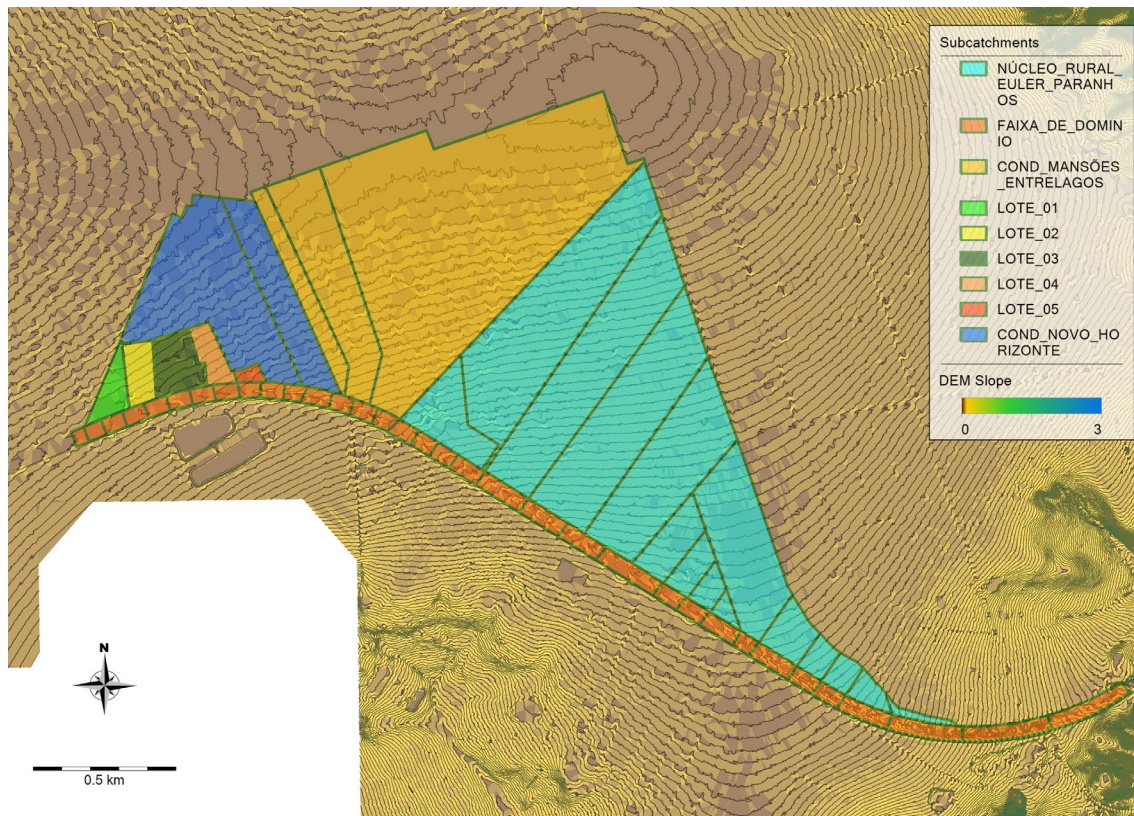 Subcatchments
NÚCLEO_RURAL_
EULER_PARANH
OS
FAIXA_DE_DOMIN
IO
COND_MANSÕES
_ENTRELAGOS
LOTE_01
LOTE_02
LOTE_03
LOTE_04
LOTE_05
COND_NOVO_HO
RIZONTE
DEM Slope
0 3
N
0.5 km